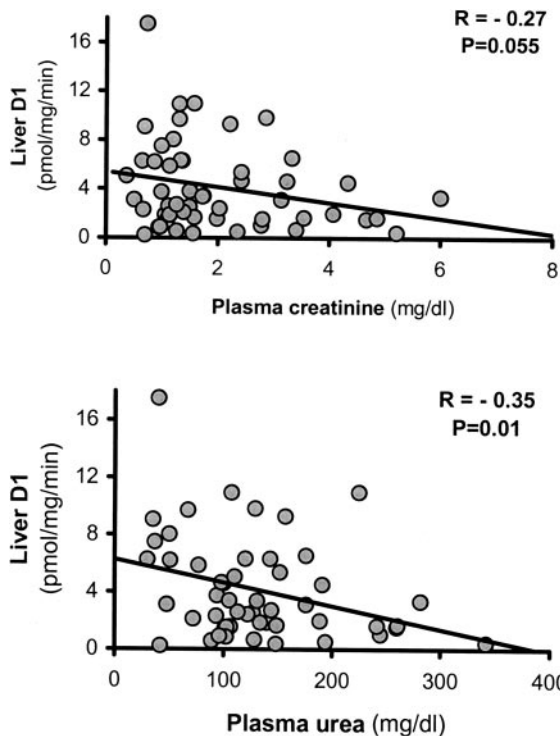 R = - 0.27
P=0.055
16
12
8
4
0
Liver D1
(pmol/mg/min)
0 2 4 6 8
Plasma creatinine (mg/dl)
R = - 0.35
P=0.01
16
12
8
4
0
Liver D1
(pmol/mg/min)
0 100 200 300 400
Plasma urea (mg/dl)